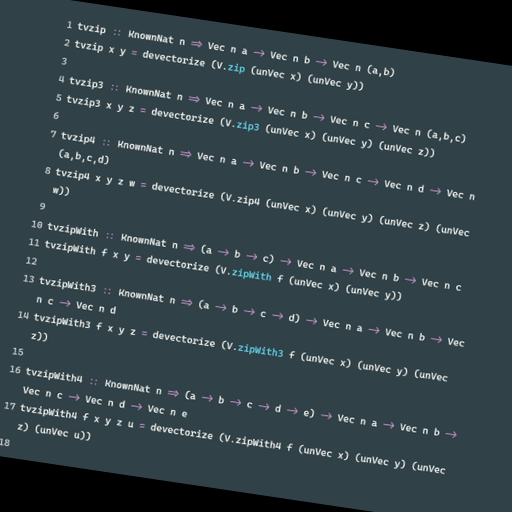 1 tvzip :: KnownNat n ⇒ Vec n a → Vec n b → Vec n (a,b)
2 tvzip x y = devectorize (V.zip (unVec x) (unVec y))
3
4 tvzip3 :: KnownNat n ⇒ Vec n a → Vec n b → Vec n c → Vec n (a,b,c)
5 tvzip3 x y z = devectorize (V.zip3 (unVec x) (unVec y) (unVec z))
6
7 tvzip4 :: KnownNat n ⇒ Vec n a → Vec n b → Vec n c → Vec n d → Vec n
(a,b,c,d)
8 tvzip4 x y z w = devectorize (V.zip4 (unVec x) (unVec y) (unVec z) (unVec
w))
9
10 tvzipWith :: KnownNat n ⇒ (a → b → c) → Vec n a → Vec n b → Vec n c
11 tvzipWith f x y = devectorize (V.zipWith f (unVec x) (unVec y))
12
13 tvzipWith3 :: KnownNat n ⇒ (a → b → c → d) → Vec n a → Vec n b → Vec
n c → Vec n d
14 tvzipWith3 f x y z = devectorize (V.zipWith3 f (unVec x) (unVec y) (unVec
z))
15
16 tvzipWith4 :: KnownNat n ⇒ (a → b → c → d → e) → Vec n a → Vec n b →
Vec n c → Vec n d → Vec n e
17 tvzipWith4 f x y z u = devectorize (V.zipWith4 f (unVec x) (unVec y) (unVec
z) (unVec u))
18